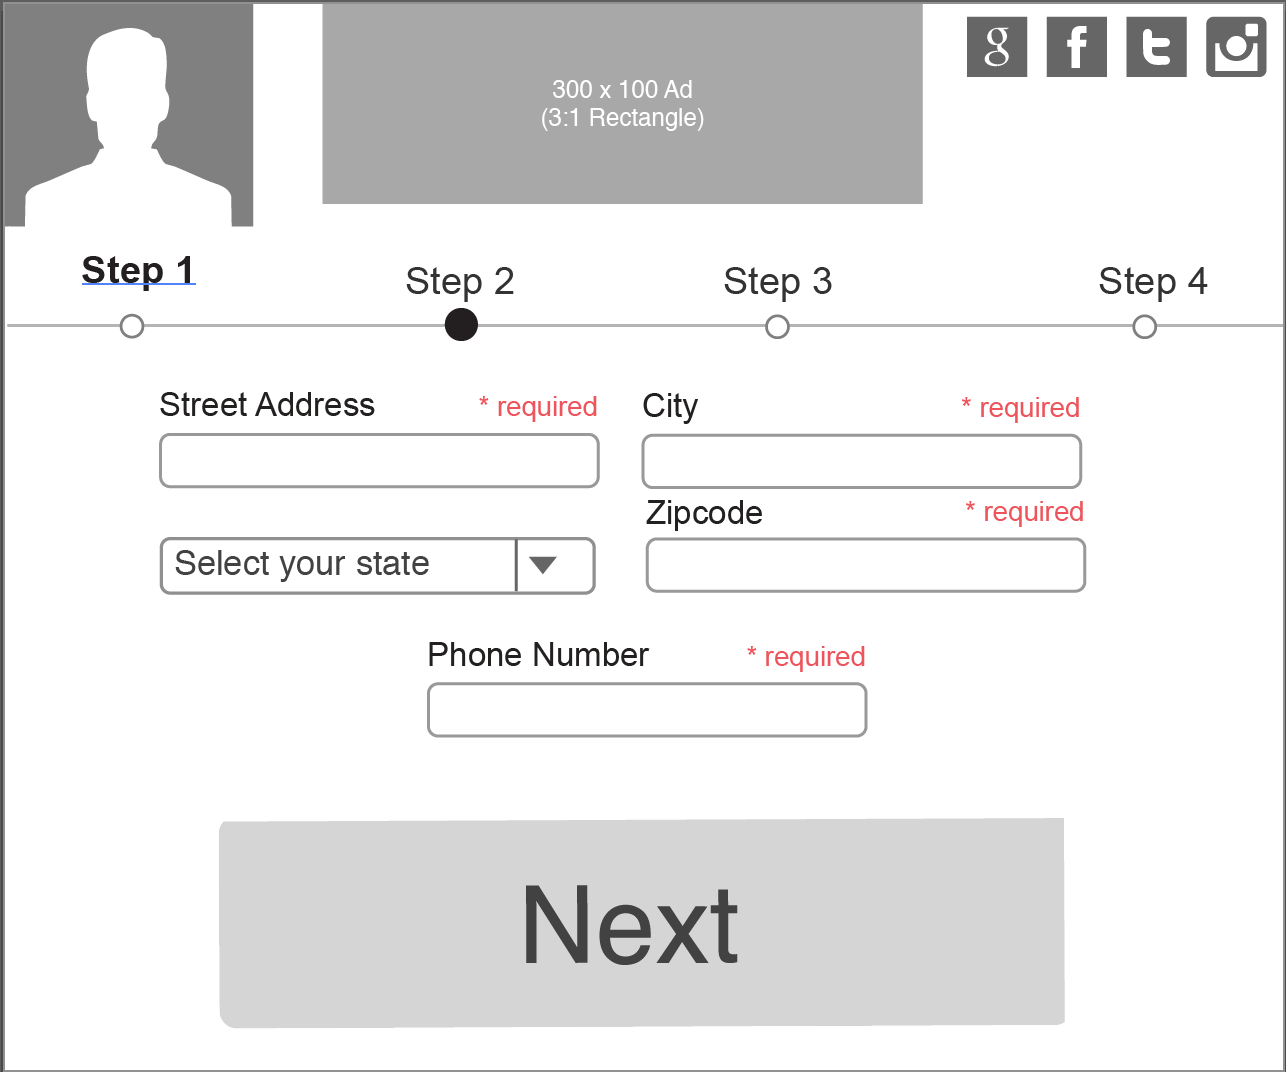 300 x 100 Ad
(3:1 Rectangle)
g f t
Step 1
Step 2
Step 3
Step 4
Street Address * required
City * required
Zipcode * required
Select your state
Phone Number * required
Next